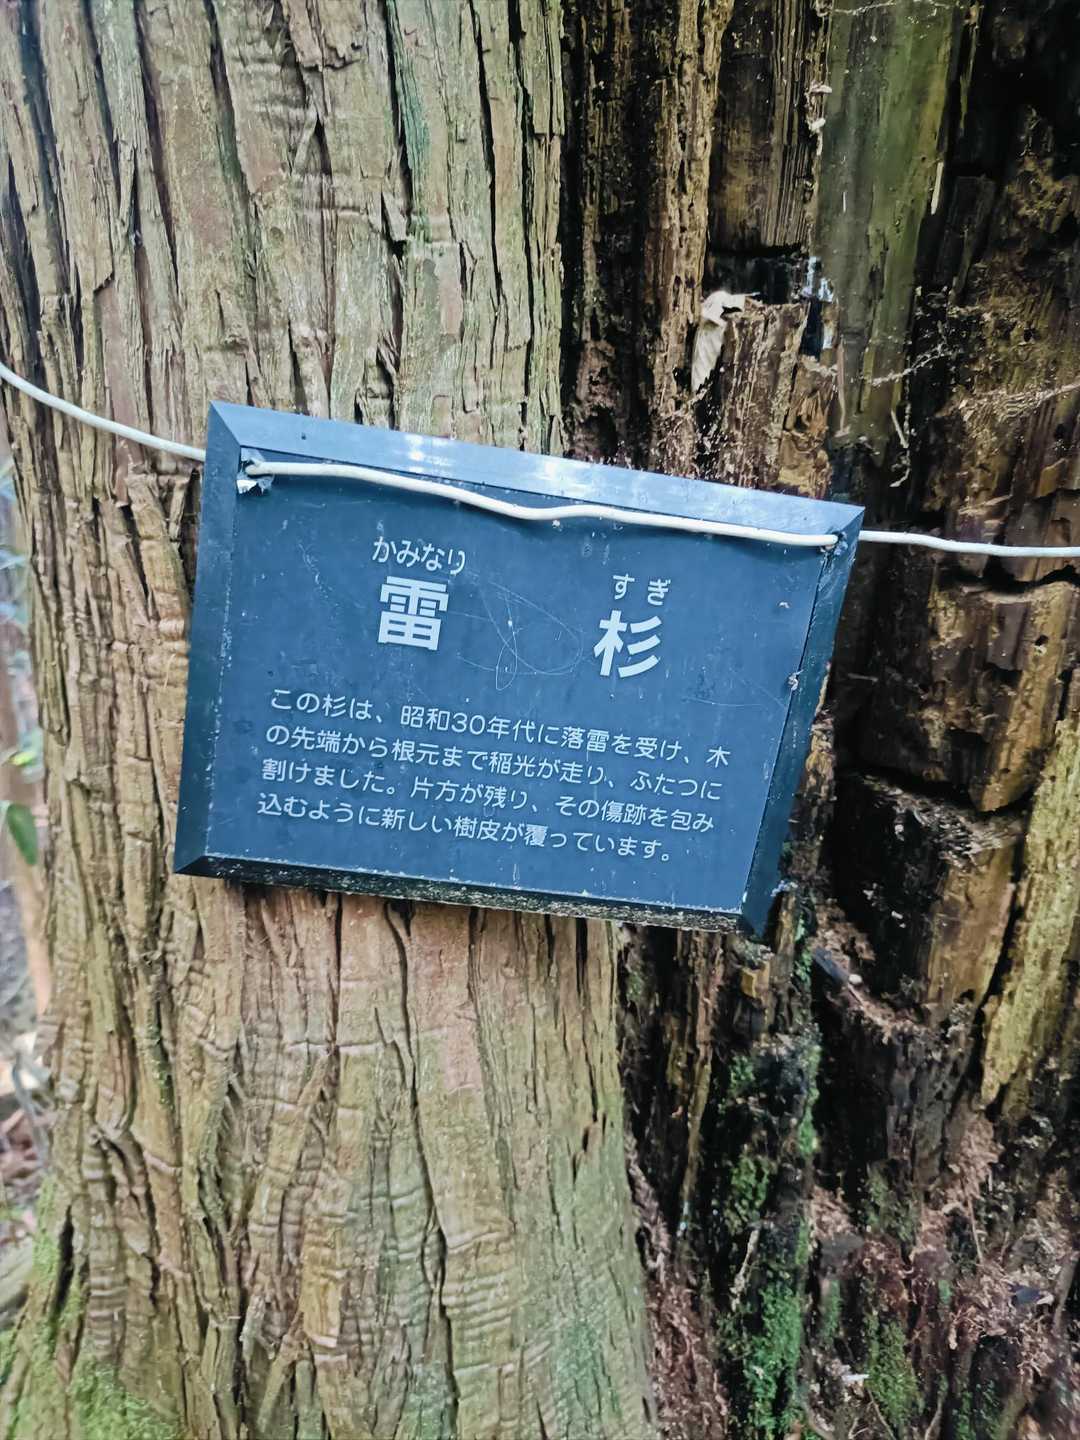 かみなり すぎ
雷 杉
この杉は、昭和30年代に落雷を受け、木
の先端から根元まで稲光が走り、ふたつに
割けました。片方が残り、その傷跡を包み
込むように新しい樹皮が覆っています。